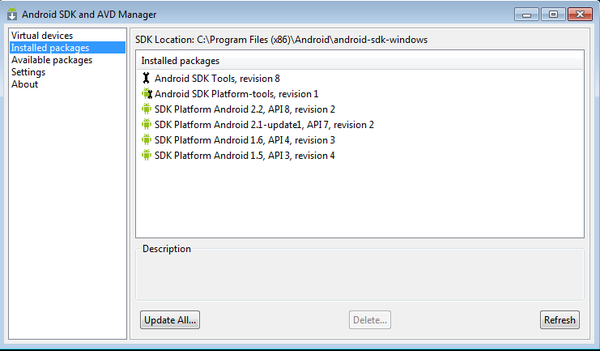 Android SDK and AVD Manager
Virtual devices
Installed packages
Available packages
Settings
About
SDK Location: C:\Program Files (x86)\Android\android-sdk-windows
Installed packages
Android SDK Tools, revision 8
Android SDK Platform-tools, revision 1
SDK Platform Android 2.2, API 8, revision 2
SDK Platform Android 2.1-update1, API 7, revision 2
SDK Platform Android 1.6, API 4, revision 3
SDK Platform Android 1.5, API 3, revision 4
Description
Update All... Delete... Refresh